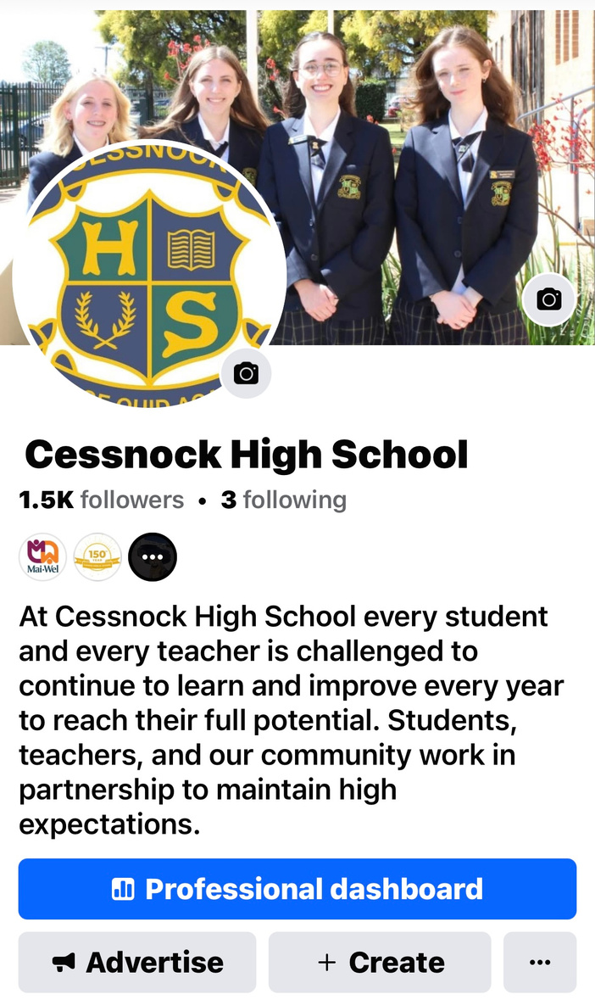 CESSNOCK
H
S
Cessnock High School
1.5K followers • 3 following
Mai-Wel
150
YEAR
At Cessnock High School every student
and every teacher is challenged to
continue to learn and improve every year
to reach their full potential. Students,
teachers, and our community work in
partnership to maintain high
expectations.
Professional dashboard
Advertise
+ Create